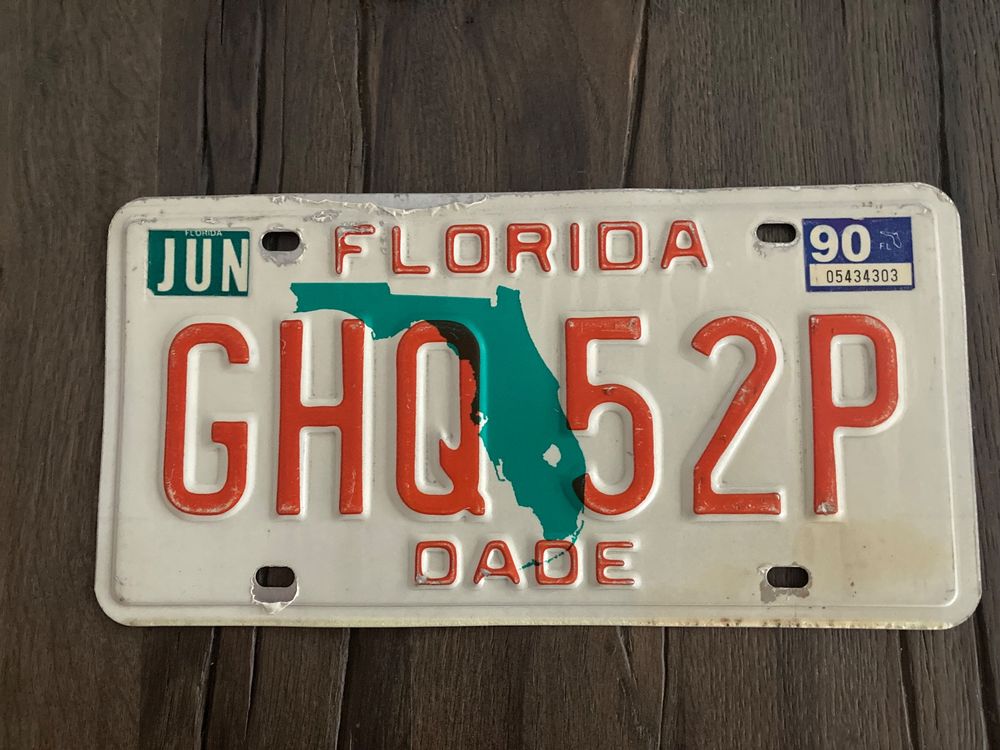 FLORIDA
JUN
FLORIDA
90
FL
05434303
GHQ 52P
DADE